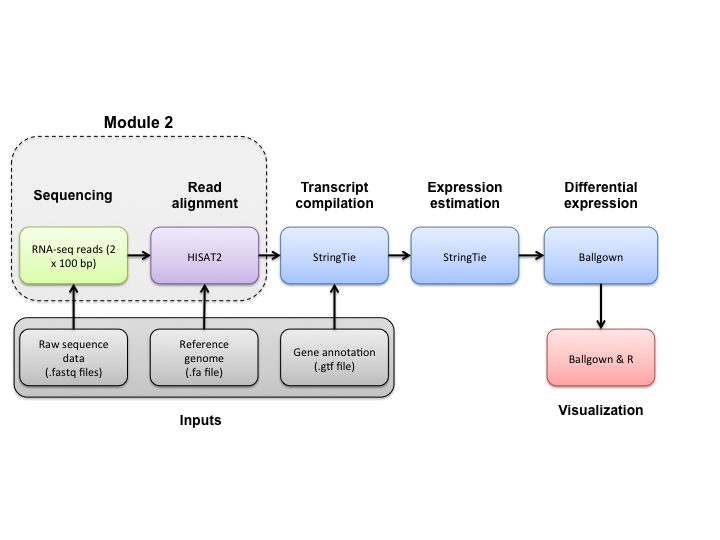 Module 2
Sequencing
Read
alignment
Transcript
compilation
Expression
estimation
Differential
expression
RNA-seq reads (2
x 100 bp)
HISAT2
StringTie
StringTie
Ballgown
Raw sequence
data
(.fastq files)
Reference
genome
(.fa file)
Gene annotation
(.gtf file)
Ballgown & R
Inputs
Visualization